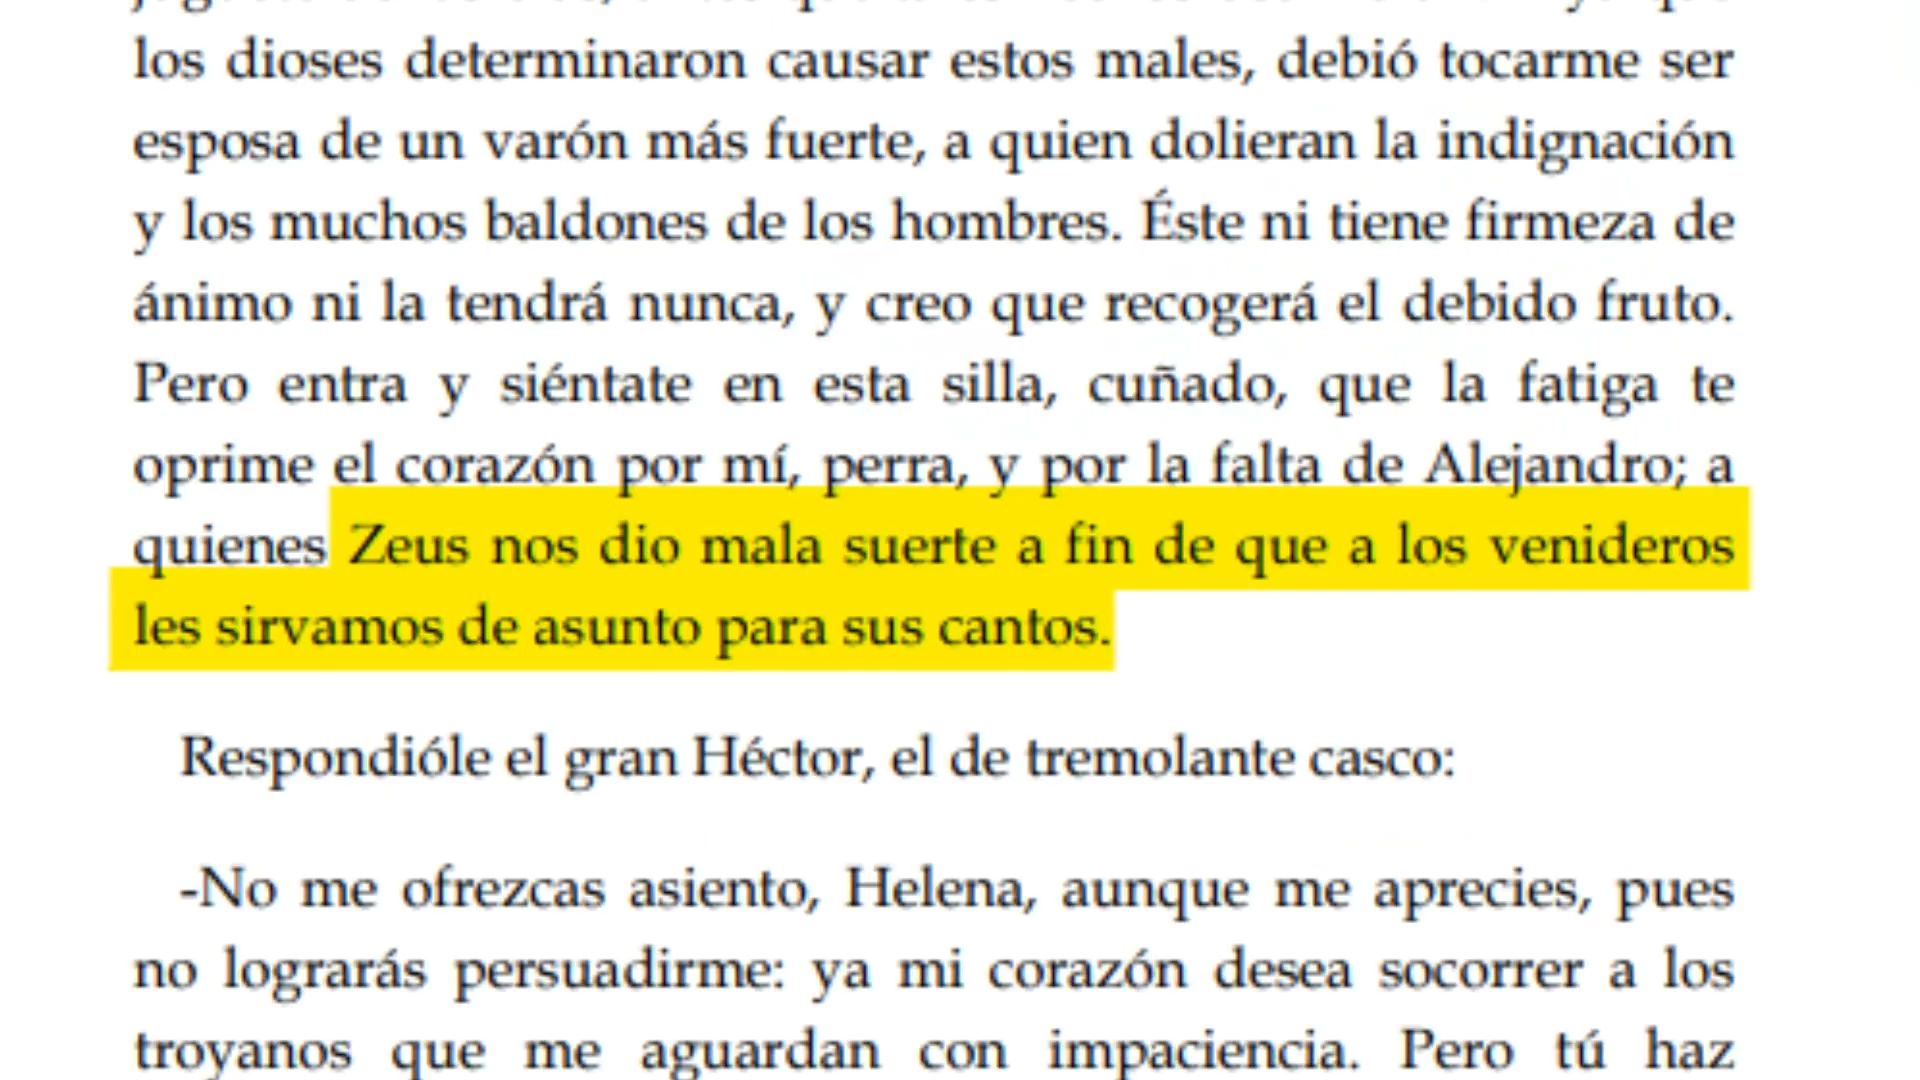 los dioses determinaron causar estos males, debió tocarme ser
esposa de un varón más fuerte, a quien dolieran la indignación
y los muchos baldones de los hombres. Éste ni tiene firmeza de
ánimo ni la tendrá nunca, y creo que recogerá el debido fruto.
Pero entra y siéntate en esta silla, cuñado, que la fatiga te
oprime el corazón por mí, perra, y por la falta de Alejandro; a
quienes Zeus nos dio mala suerte a fin de que a los venideros
les sirvamos de asunto para sus cantos.
Respondióle el gran Héctor, el de tremolante casco:
-No me ofrezcas asiento, Helena, aunque me aprecies, pues
no lograrás persuadirme: ya mi corazón desea socorrer a los
troyanos que me aguardan con impaciencia. Pero tú haz